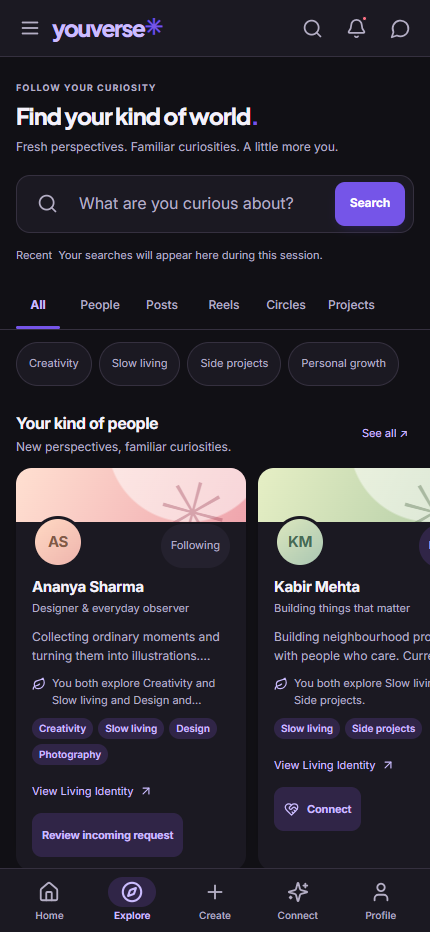 youverse
FOLLOW YOUR CURIOSITY
Find your kind of world.
Fresh perspectives. Familiar curiosities. A little more you.
What are you curious about?
Search
Recent Your searches will appear here during this session.
All People Posts Reels Circles Projects
Creativity Slow living Side projects Personal growth
Your kind of people
New perspectives, familiar curiosities.
See all
AS
Following
Ananya Sharma
Designer & everyday observer
Collecting ordinary moments and
turning them into illustrations....
You both explore Creativity and
Slow living and Design and...
Creativity Slow living Design
Photography
View Living Identity
Review incoming request
KM
Kabir Mehta
Building things that matter
Building neighbourhood
with people who care.
You both explore Slow
Side projects.
Slow living Side projects
View Living Identity
Connect
Home Explore Create Connect Profile